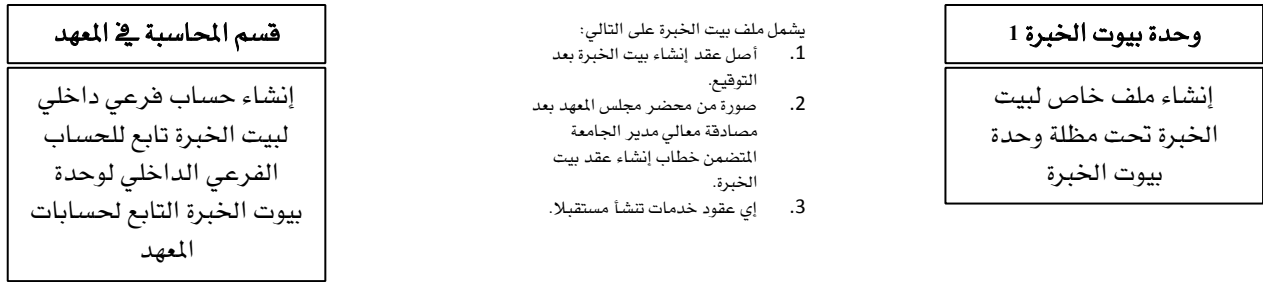 وحدة بيوت الخبرة 1
إنشاء ملف خاص لبيت
الخبرة تحت مظلة وحدة
بيوت الخبرة
يشمل ملف بيت الخبرة على التالي:
1. أصل عقد إنشاء بيت الخبرة بعد
التوقيع.
2. صورة من محضر مجلس المعهد بعد
مصادقة معالي مدير الجامعة
المتضمن خطاب إنشاء عقد بيت
الخبرة.
3. إي عقود خدمات تنشأ مستقبلا.
قسم المحاسبة في المعهد
إنشاء حساب فرعي داخلي
لبيت الخبرة تابع للحساب
الفرعي الداخلي لوحدة
بيوت الخبرة التابع لحسابات
المعهد